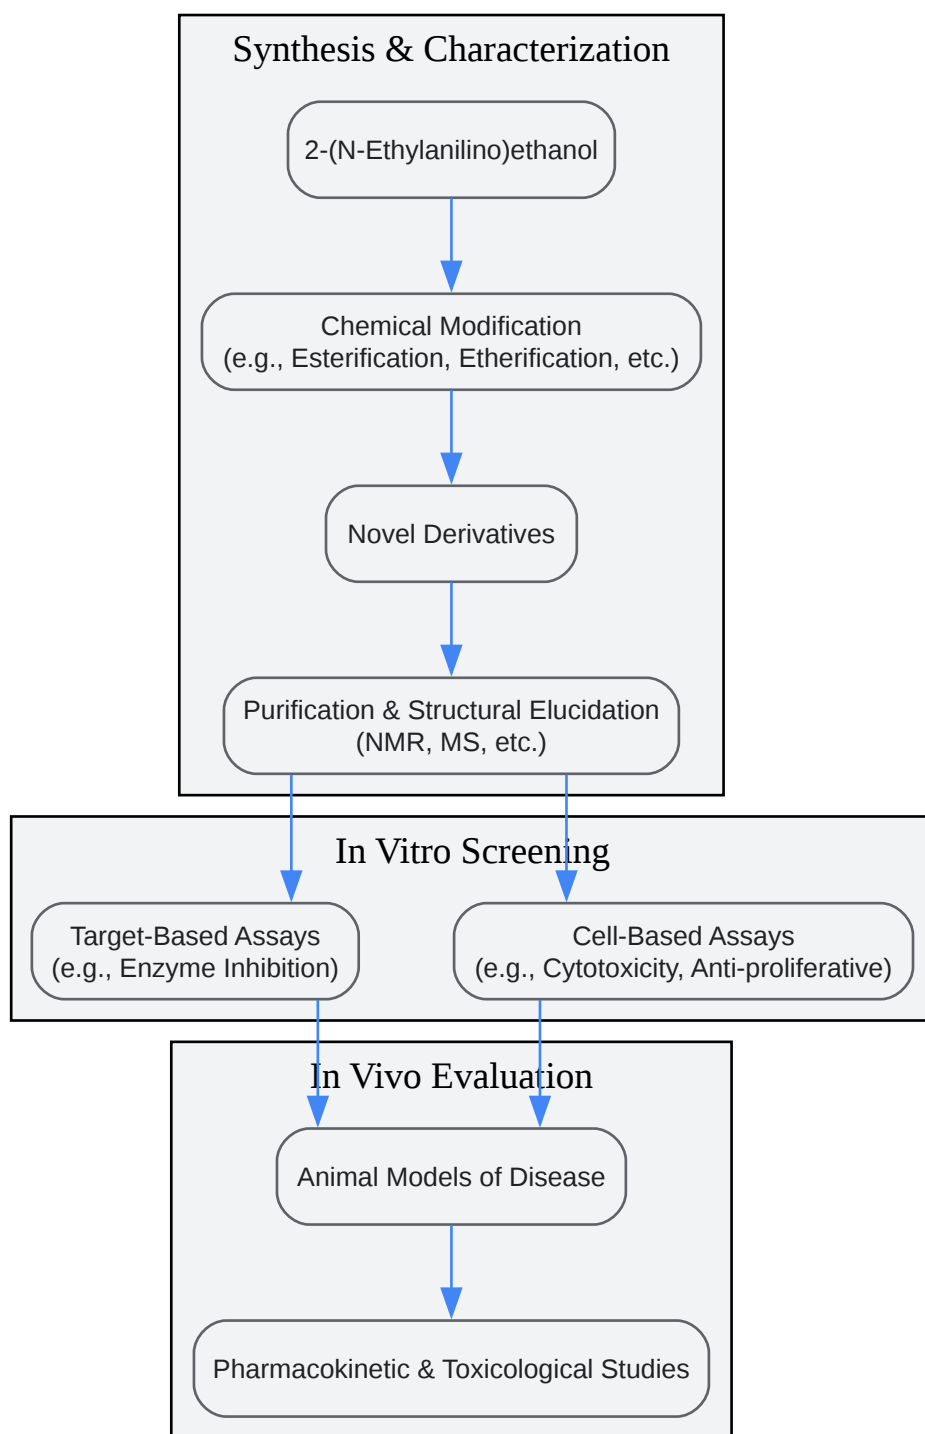 Synthesis & Characterization
2-(N-Ethylanilino)ethanol
Chemical Modification
(e.g., Esterification, Etherification, etc.)
Novel Derivatives
Purification & Structural Elucidation
(NMR, MS, etc.)
In Vitro Screening
Target-Based Assays
(e.g., Enzyme Inhibition)
Cell-Based Assays
(e.g., Cytotoxicity, Anti-proliferative)
In Vivo Evaluation
Animal Models of Disease
Pharmacokinetic & Toxicological Studies